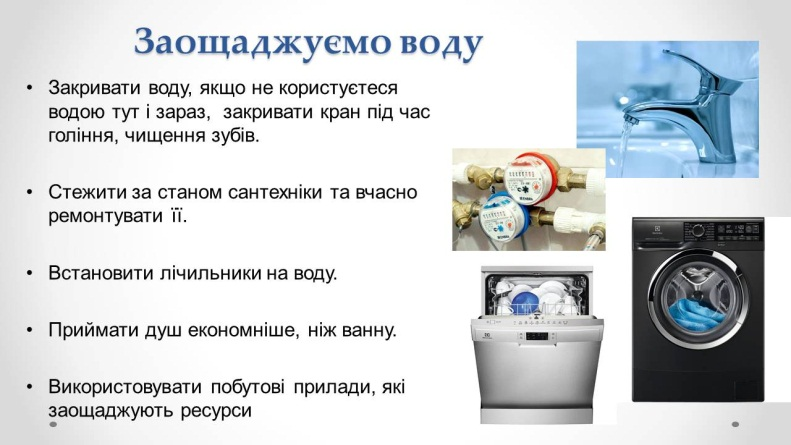 Заощаджуємо воду
• Закривати воду, якщо не користуєтеся
водою тут і зараз, закривати кран під час
гоління, чищення зубів.
• Стежити за станом сантехніки та вчасно
ремонтувати її.
• Встановити лічильники на воду.
• Приймати душ економніше, ніж ванну.
• Використовувати побутові прилади, які
заощаджують ресурси